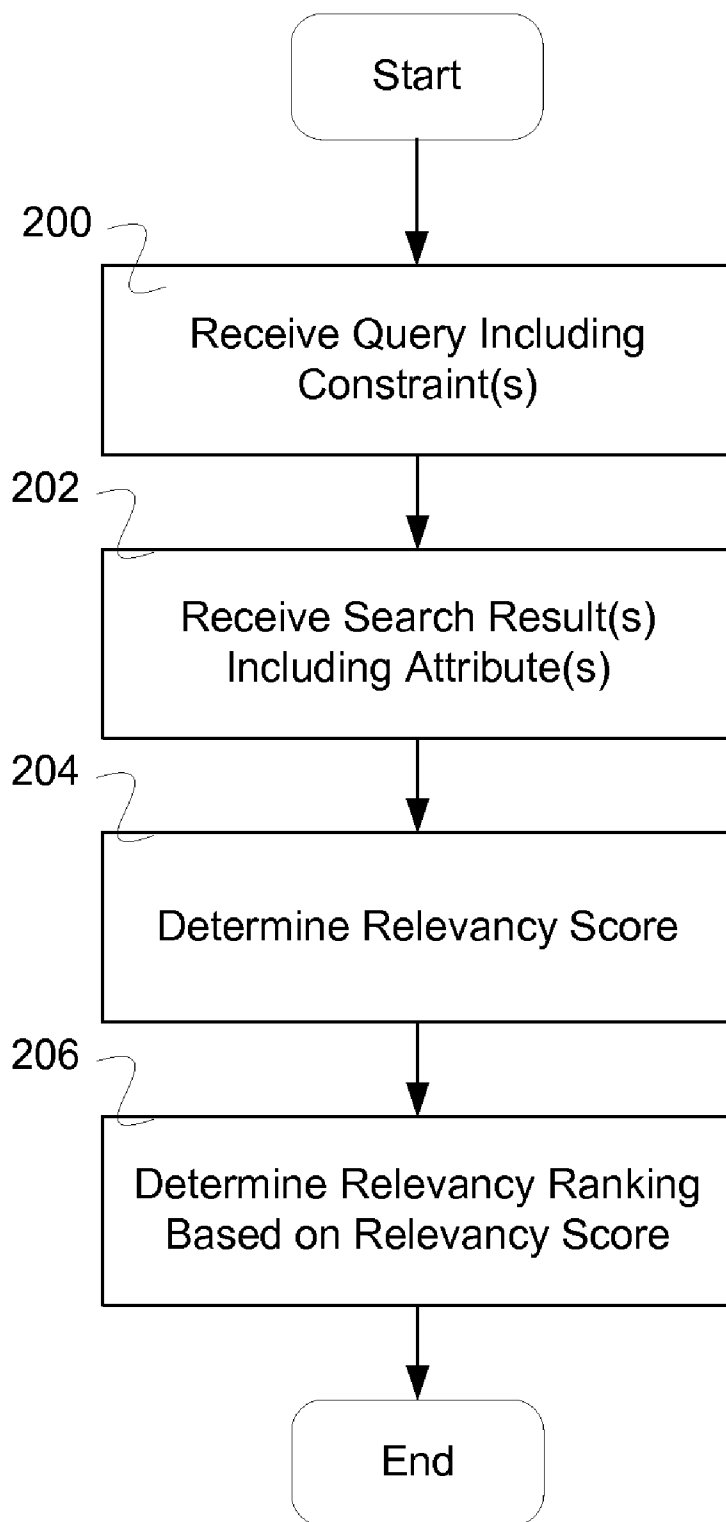 Start
200
Receive Query Including
Constraint(s)
202
Receive Search Result(s)
Including Attribute(s)
204
Determine Relevancy Score
206
Determine Relevancy Ranking
Based on Relevancy Score
End